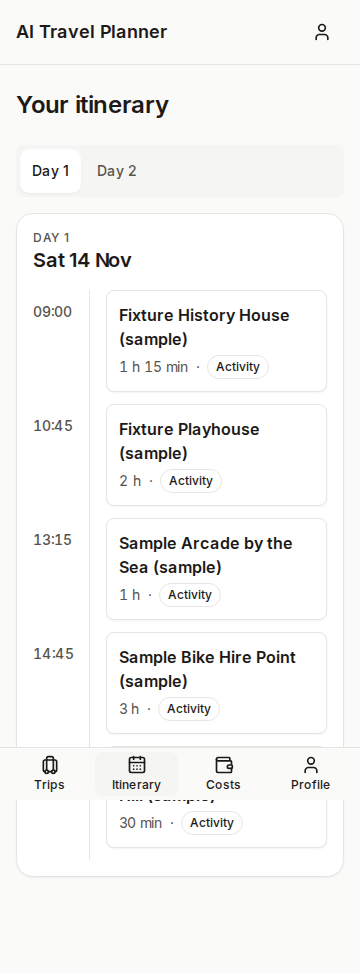 AI Travel Planner
Your itinerary
Day 1
Day 2
DAY 1
Sat 14 Nov
09:00
Fixture History House
(sample)
1 h 15 min · Activity
10:45
Fixture Playhouse
(sample)
2 h · Activity
13:15
Sample Arcade by the
Sea (sample)
1 h · Activity
14:45
Sample Bike Hire Point
(sample)
3 h · Activity
Trips
Itinerary
Costs
Profile
(sample)
30 min · Activity